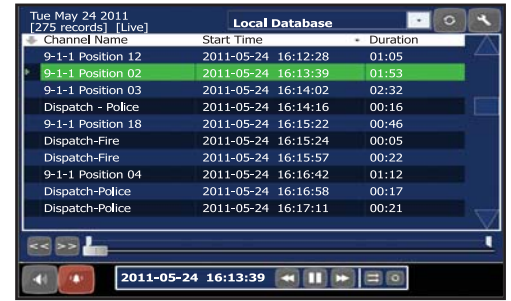 Tue May 24 2011
[275 records] [Live]
Local Database
Channel Name Start Time Duration
9-1-1 Position 12 2011-05-24 16:12:28 01:05
9-1-1 Position 02 2011-05-24 16:13:39 01:53
9-1-1 Position 03 2011-05-24 16:14:02 02:32
Dispatch - Police 2011-05-24 16:14:16 00:16
9-1-1 Position 18 2011-05-24 16:15:22 00:46
Dispatch-Fire 2011-05-24 16:15:24 00:05
Dispatch-Fire 2011-05-24 16:15:57 00:22
9-1-1 Position 04 2011-05-24 16:16:42 01:12
Dispatch-Police 2011-05-24 16:16:58 00:17
Dispatch-Police 2011-05-24 16:17:11 00:21
<< >>
2011-05-24 16:13:39